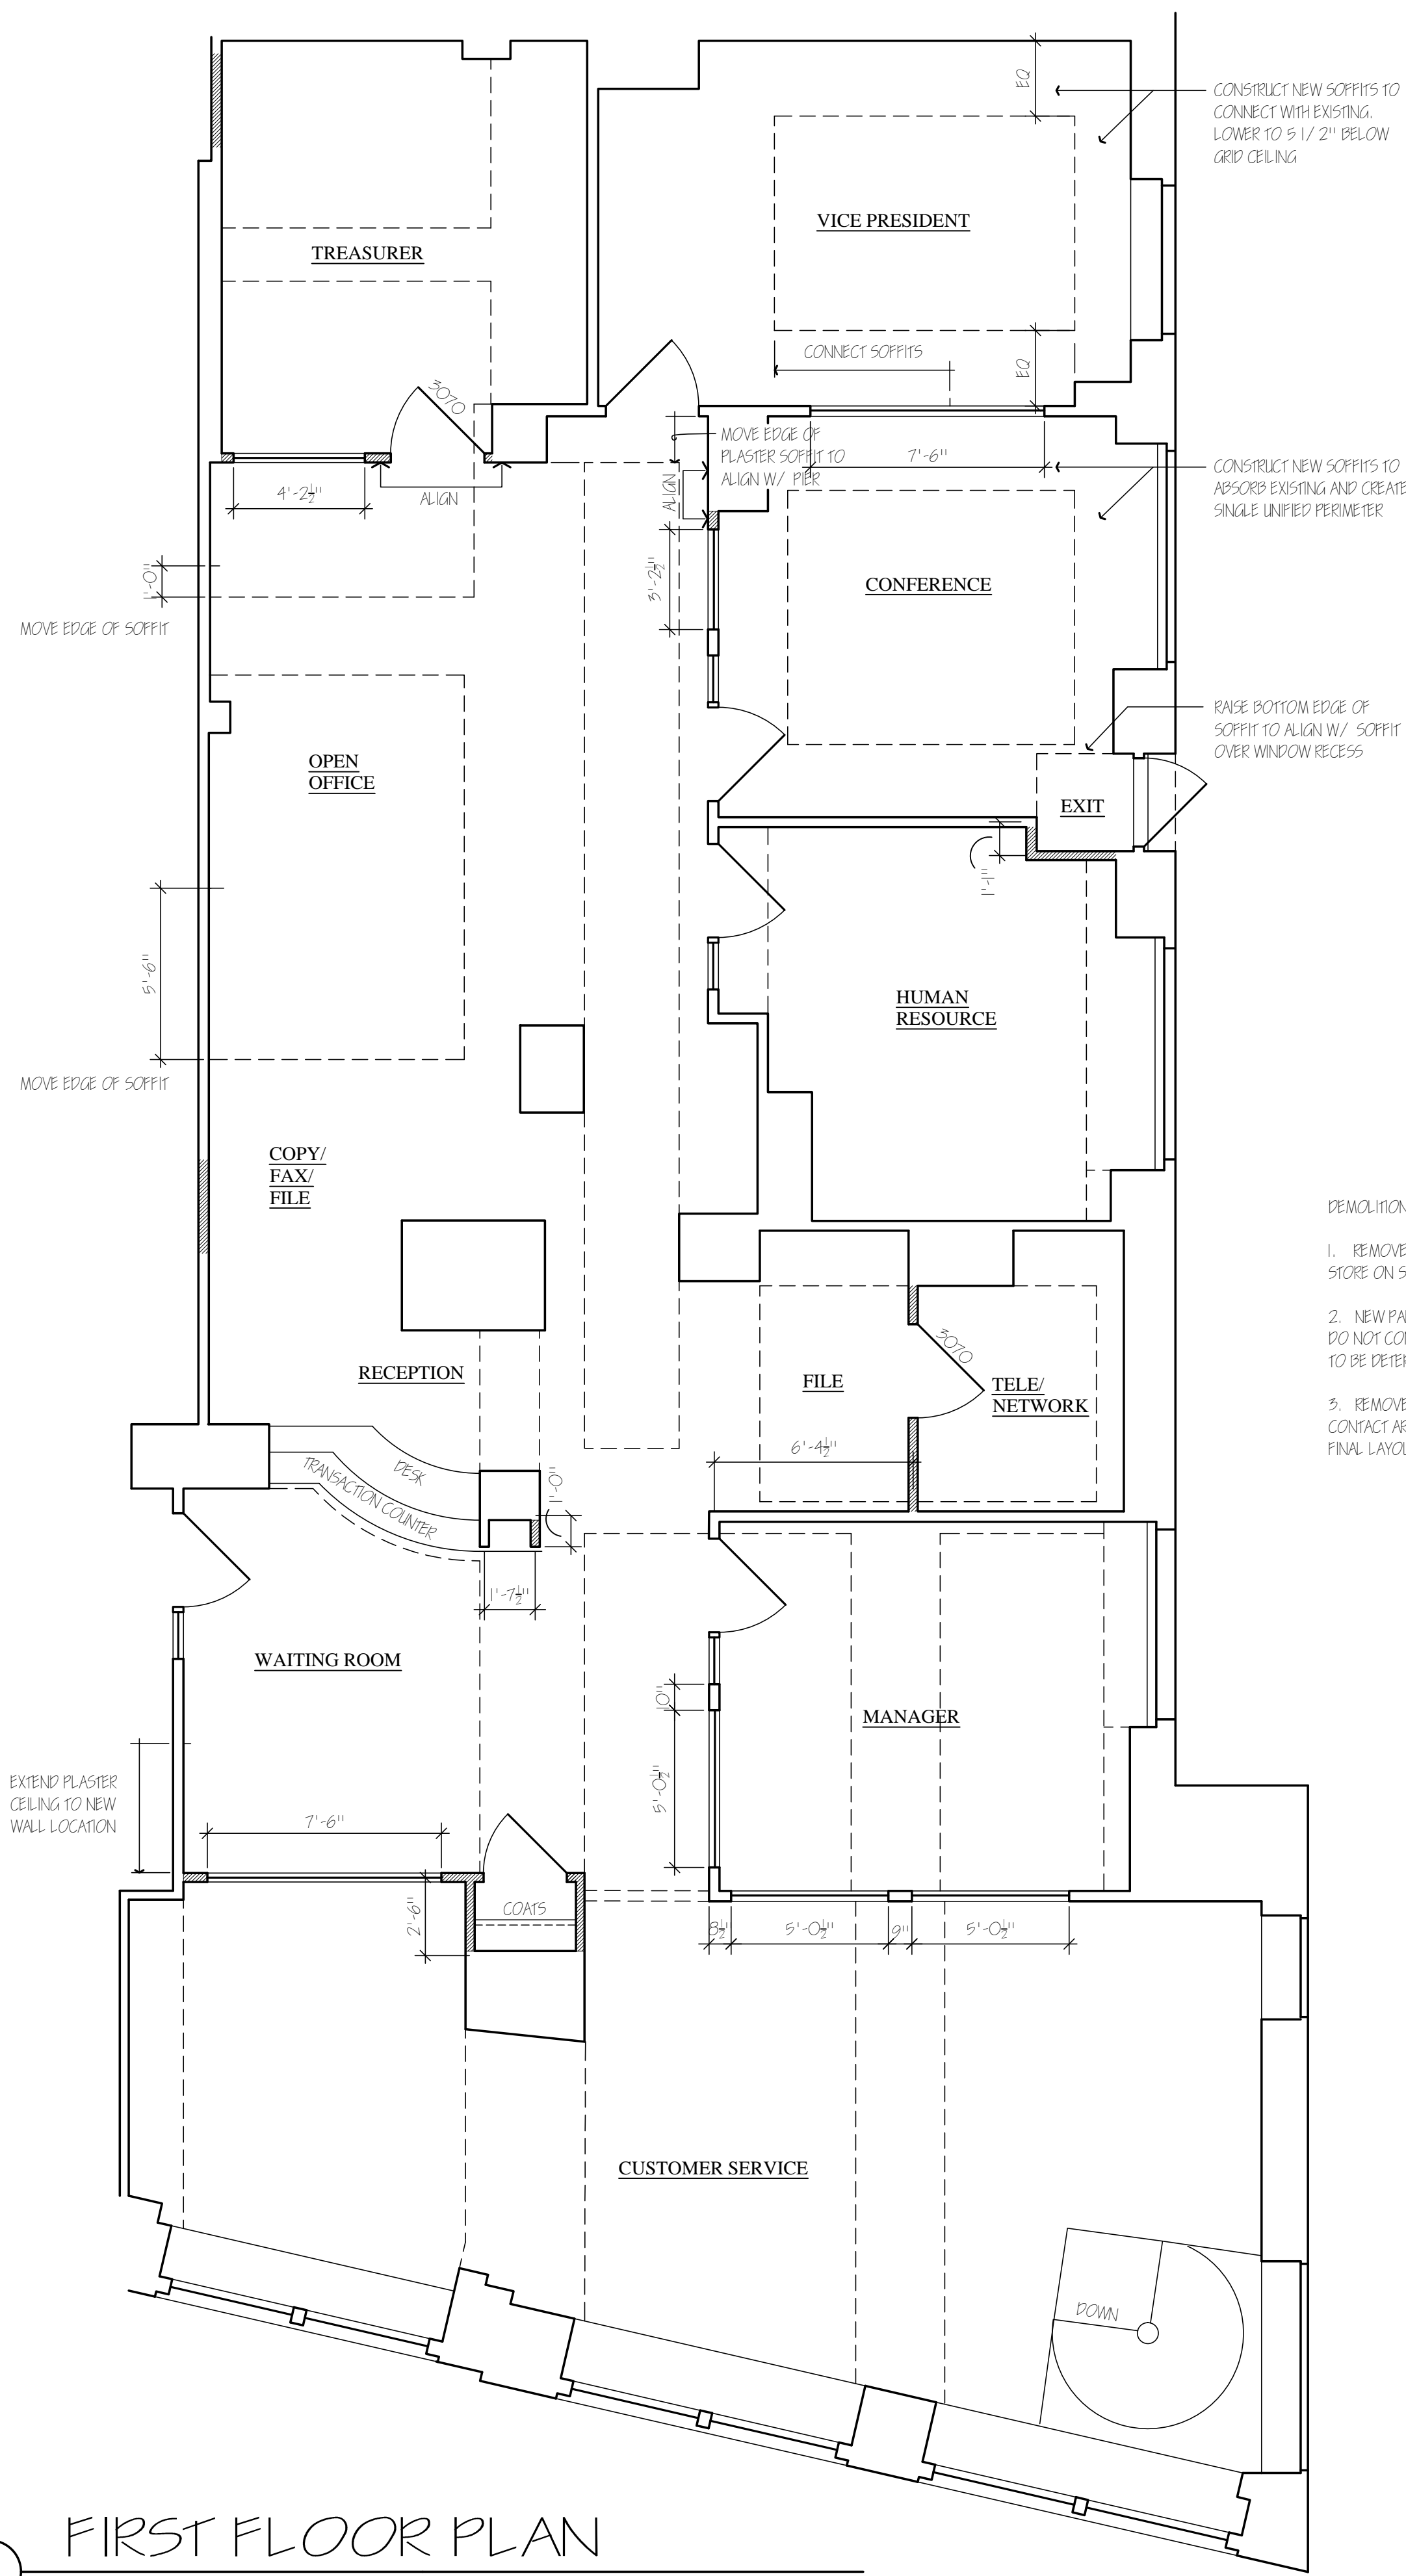 EQ
CONSTRUCT NEW SOFFITS TO
CONNECT WITH EXISTING.
LOWER TO 5 1/2" BELOW
GRID CEILING
VICE PRESIDENT
TREASURER
CONNECT SOFFITS
EQ
3070
MOVE EDGE OF
PLASTER SOFFIT TO
ALIGN W/ PIER
7'-6"
CONSTRUCT NEW SOFFITS TO
ABSORB EXISTING AND CREATE
SINGLE UNIFIED PERIMETER
4'-2½"
ALIGN
ALIGN
1'-0"
3'-2½"
CONFERENCE
MOVE EDGE OF SOFFIT
RAISE BOTTOM EDGE OF
SOFFIT TO ALIGN W/ SOFFIT
OVER WINDOW RECESS
OPEN
OFFICE
EXIT
1'-1"
5'-6"
HUMAN
RESOURCE
MOVE EDGE OF SOFFIT
COPY/
FAX/
FILE
DEMOLITION
1. REMOVE
STORE ON S
2. NEW PA
DO NOT CO
TO BE DETE
3. REMOVE
CONTACT AR
FINAL LAYO
3070
RECEPTION
FILE
TELE/
NETWORK
6'-4½"
DESK
TRANSACTION COUNTER
1'-0"
1'-7½"
WAITING ROOM
10"
MANAGER
5'-0½"
EXTEND PLASTER
CEILING TO NEW
WALL LOCATION
7'-6"
2'-6"
COATS
8½"
5'-0½"
9"
5'-0½"
CUSTOMER SERVICE
DOWN
FIRST FLOOR PLAN